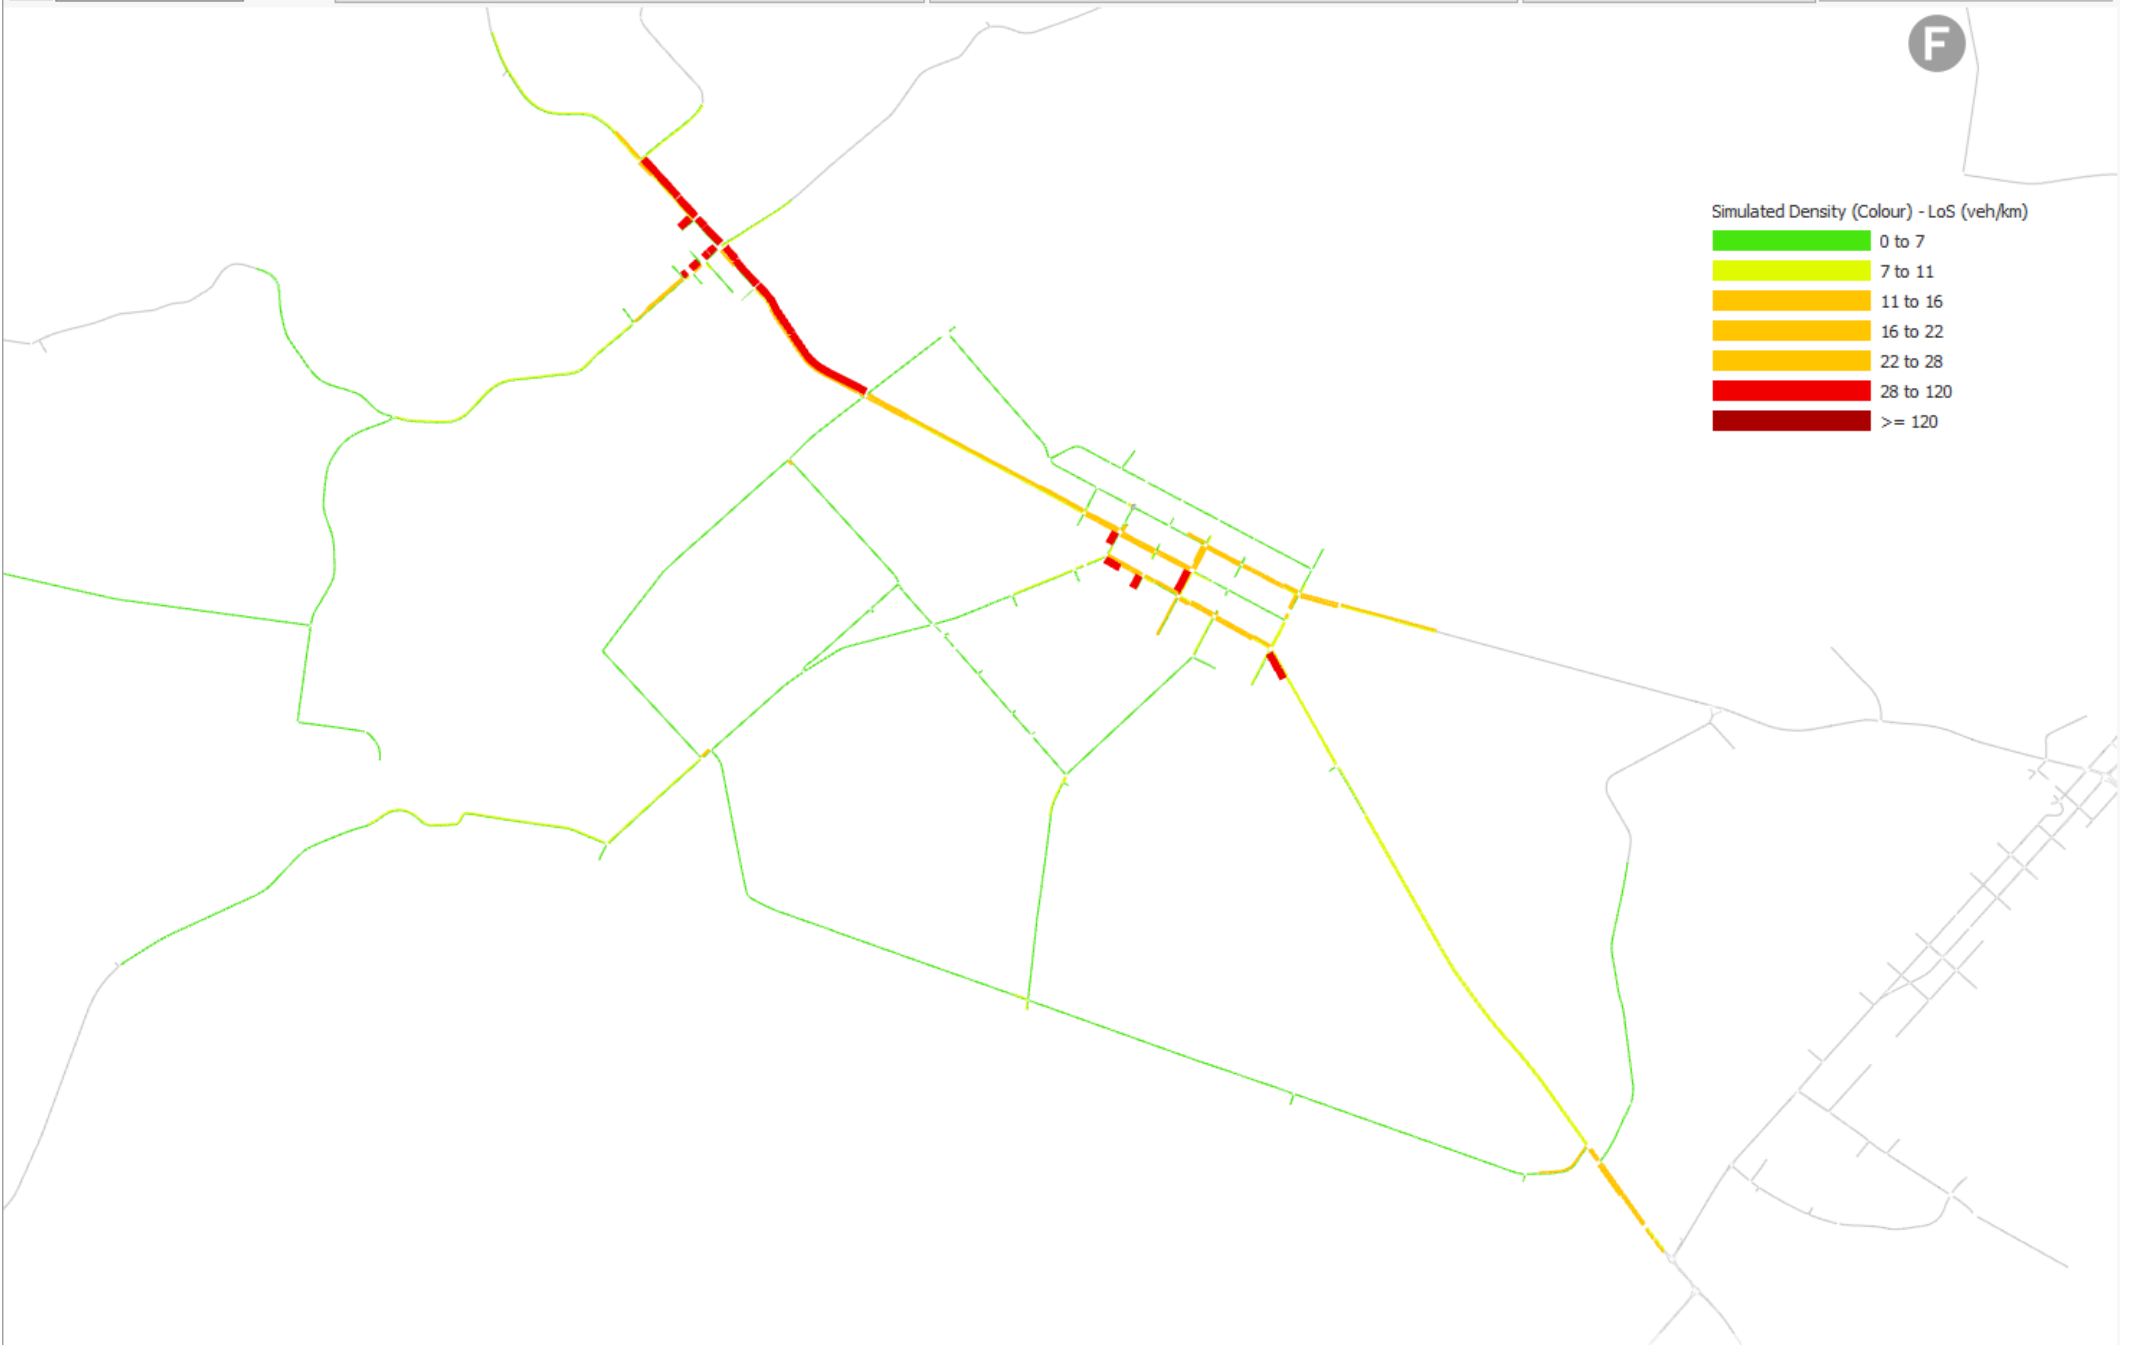 F
Simulated Density (Colour) - LoS (veh/km)
0 to 7
7 to 11
11 to 16
16 to 22
22 to 28
28 to 120
>= 120